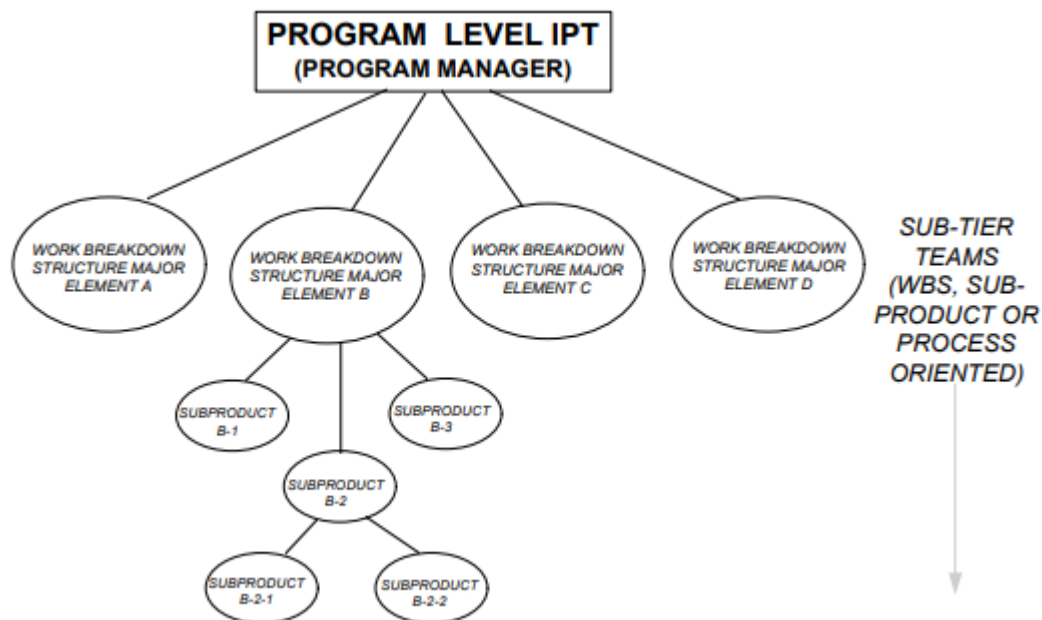 PROGRAM LEVEL IPT
(PROGRAM MANAGER)
WORK BREAKDOWN
STRUCTURE MAJOR
ELEMENT A
WORK BREAKDOWN
STRUCTURE MAJOR
ELEMENT B
WORK BREAKDOWN
STRUCTURE MAJOR
ELEMENT C
WORK BREAKDOWN
STRUCTURE MAJOR
ELEMENT D
SUB-TIER
TEAMS
(WBS, SUB-
PRODUCT OR
PROCESS
ORIENTED)
SUBPRODUCT
B-1
SUBPRODUCT
B-3
SUBPRODUCT
B-2
SUBPRODUCT
B-2-1
SUBPRODUCT
B-2-2